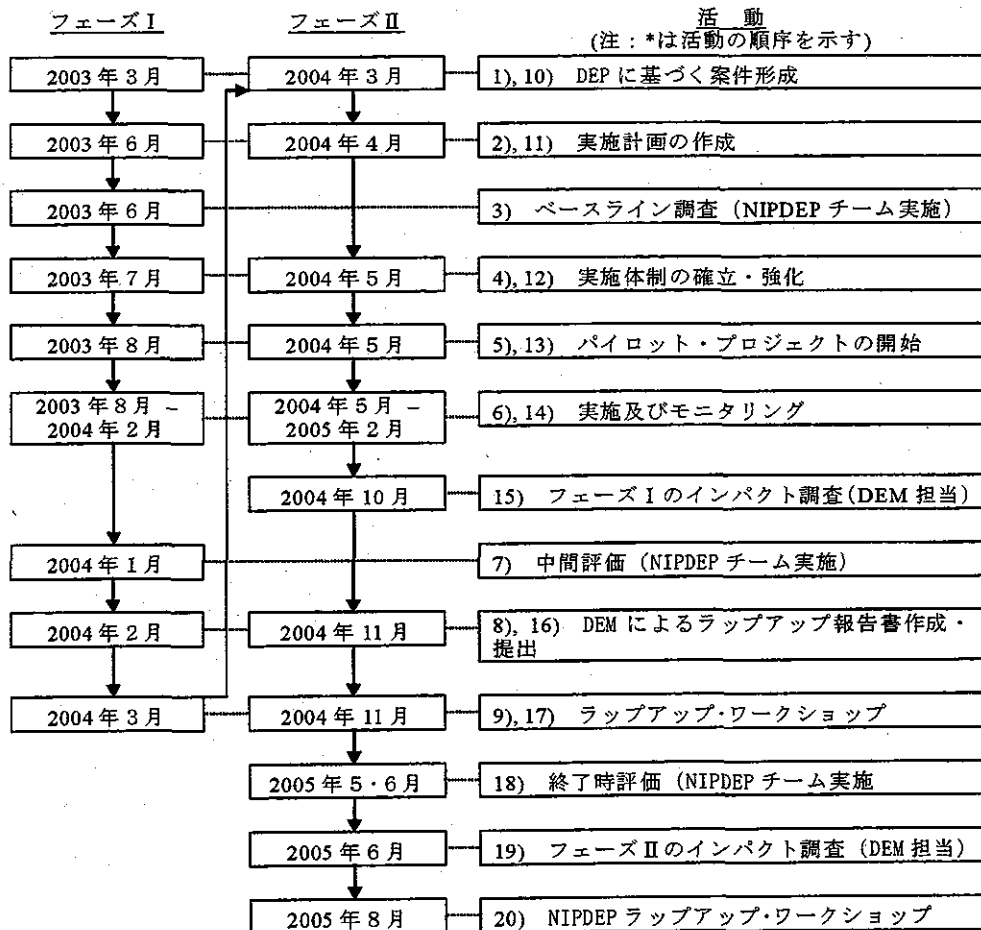 フェーズⅠ フェーズⅡ 活 動
(注：*は活動の順序を示す)
2003年3月 2004年3月 1), 10) DEPに基づく案件形成
2003年6月 2004年4月 2), 11) 実施計画の作成
2003年6月 3) ベースライン調査（NIPDEPチーム実施）
2003年7月 2004年5月 4), 12) 実施体制の確立・強化
2003年8月 2004年5月 5), 13) パイロット・プロジェクトの開始
2003年8月 – 2004年5月 – 6), 14) 実施及びモニタリング
2004年2月 2005年2月
2004年10月 15) フェーズⅠのインパクト調査(DEM担当)
2004年1月 7) 中間評価（NIPDEPチーム実施）
2004年2月 2004年11月 8), 16) DEMによるラップアップ報告書作成・
提出
2004年3月 2004年11月 9), 17) ラップアップ・ワークショップ
2005年5・6月 18) 終了時評価（NIPDEPチーム実施
2005年6月 19) フェーズⅡのインパクト調査（DEM担当）
2005年8月 20) NIPDEPラップアップ・ワークショップ